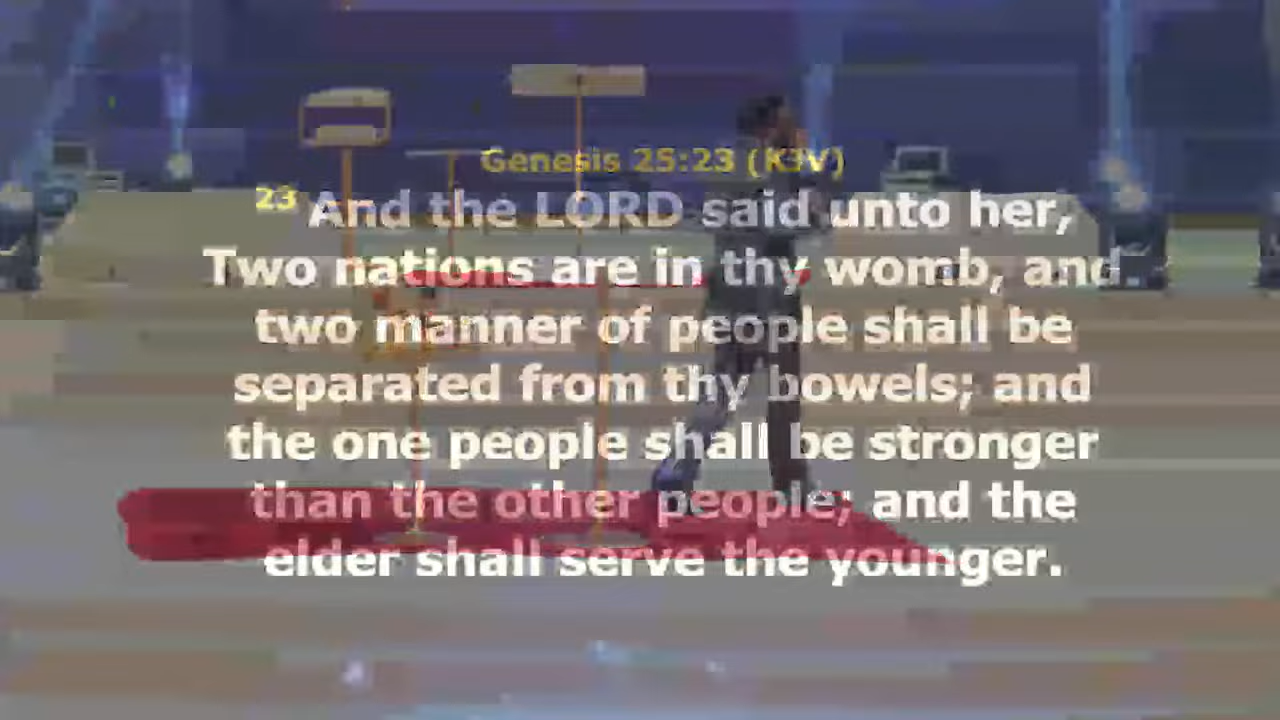 Genesis 25:23 (KJV)
23 And the LORD said unto her,
Two nations are in thy womb, and
two manner of people shall be
separated from thy bowels; and
the one people shall be stronger
than the other people; and the
elder shall serve the younger.